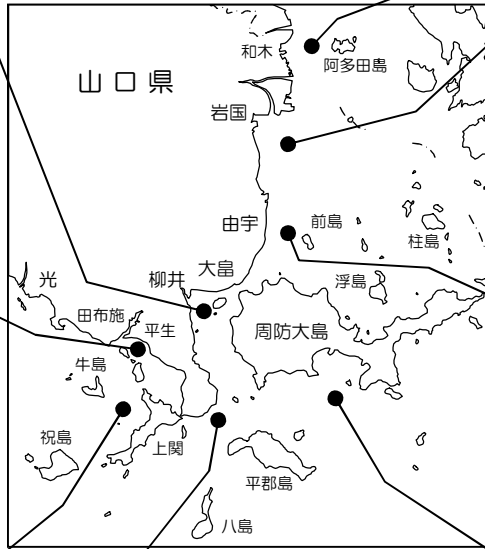 和木
阿多田島
山口県
岩国
由宇
前島
柱島
大畠
光
柳井
浮島
田布施
平生
周防大島
牛島
祝島
上関
平郡島
八島